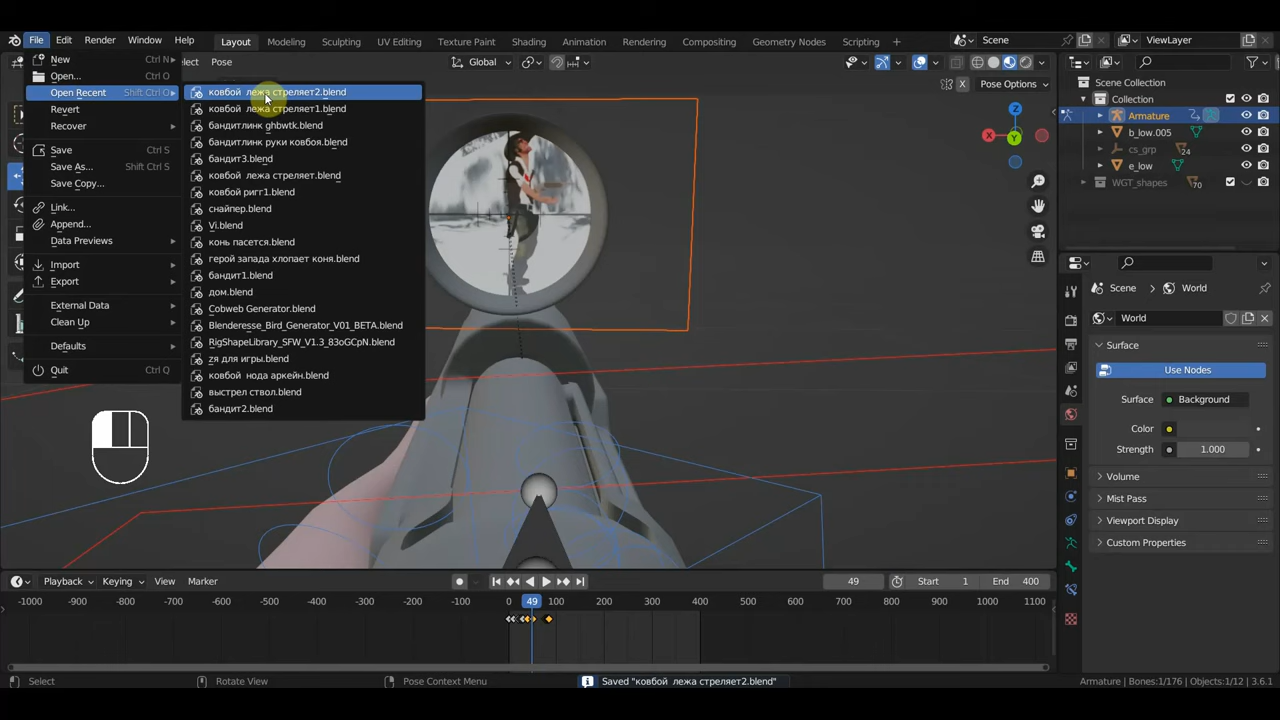 File Edit Render Window Help
Layout Modeling Sculpting UV Editing Texture Paint Shading Animation Rendering Compositing Geometry Nodes Scripting
Scene ViewLayer
Pose
Global
X Pose Options
New Ctrl N
Open... Ctrl O
Open Recent Shift Ctrl O
Revert
Recover
Save Ctrl S
Save As... Shift Ctrl S
Save Copy...
Link...
Append...
Data Previews
Import
Export
External Data
Clean Up
Defaults
Quit Ctrl Q
ковбой лежа стреляет2.blend
ковбой лежа стреляет1.blend
бандитлинк ghbwtk.blend
бандитлинк руки ковбоя.blend
бандит3.blend
ковбой лежа стреляет.blend
ковбой ригг1.blend
снайпер.blend
Vi.blend
конь пасется.blend
герой запада хлопает коня.blend
бандит1.blend
дом.blend
Cobweb Generator.blend
Blenderesse_Bird_Generator_V01_BETA.blend
RigShapeLibrary_SFW_V1.3_83oGCpN.blend
zя для игры.blend
ковбой нода аркейн.blend
выстрел ствол.blend
бандит2.blend
Z
X
Y
Scene Collection
Collection
Armature
b_low.005
cs_grp 24
e_low
WGT_shapes 70
Scene World
World
Surface
Use Nodes
Surface Background
Color
Strength 1.000
Volume
Mist Pass
Viewport Display
Custom Properties
Playback Keying View Marker
49 Start 1 End 400
-1000 -900 -800 -700 -600 -500 -400 -300 -200 -100 0 49 100 200 300 400 500 600 700 800 900 1000 1100
Select Rotate View Pose Context Menu Saved "ковбой лежа стреляет2.blend" Armature | Bones:1/176 | Objects:1/12 | 3.6.1